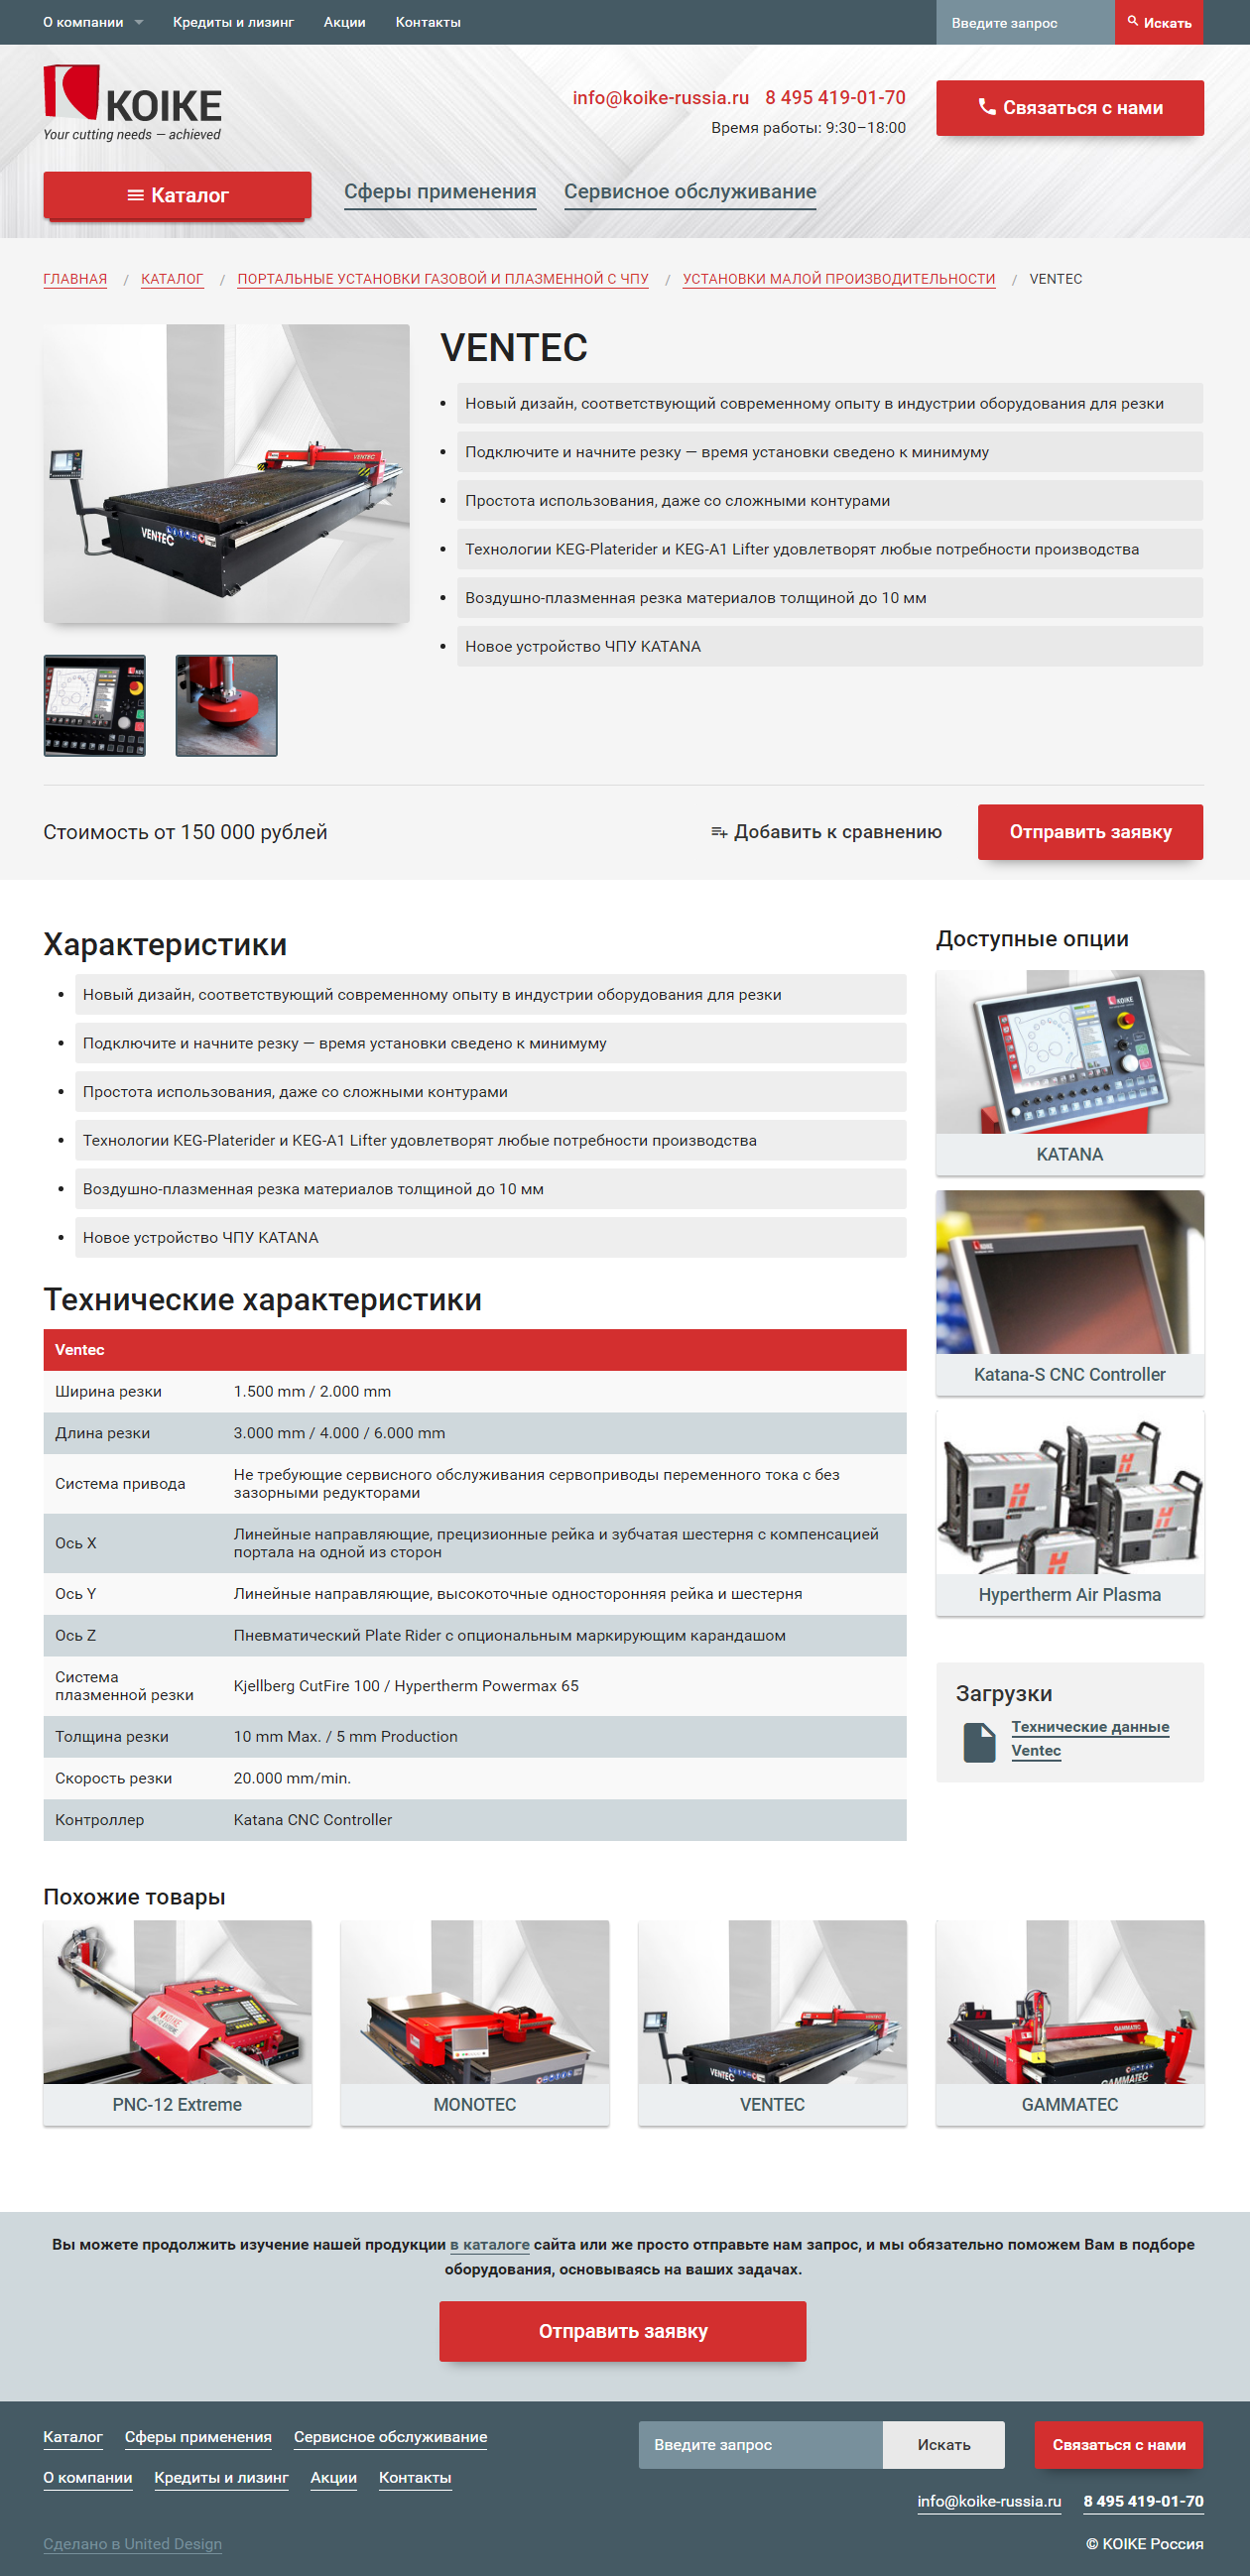 О компании Кредиты и лизинг Акции Контакты Введите запрос Искать
KOIKE
Your cutting needs — achieved
info@koike-russia.ru 8 495 419-01-70
Время работы: 9:30–18:00
Связаться с нами
Каталог Сферы применения Сервисное обслуживание
ГЛАВНАЯ / КАТАЛОГ / ПОРТАЛЬНЫЕ УСТАНОВКИ ГАЗОВОЙ И ПЛАЗМЕННОЙ С ЧПУ / УСТАНОВКИ МАЛОЙ ПРОИЗВОДИТЕЛЬНОСТИ / VENTEC
VENTEC
VENTEC
VENTEC
Новый дизайн, соответствующий современному опыту в индустрии оборудования для резки
Подключите и начните резку — время установки сведено к минимуму
Простота использования, даже со сложными контурами
Технологии KEG-Platerider и KEG-A1 Lifter удовлетворят любые потребности производства
Воздушно-плазменная резка материалов толщиной до 10 мм
Новое устройство ЧПУ KATANA
Стоимость от 150 000 рублей
Добавить к сравнению
Отправить заявку
Характеристики
Новый дизайн, соответствующий современному опыту в индустрии оборудования для резки
Подключите и начните резку — время установки сведено к минимуму
Простота использования, даже со сложными контурами
Технологии KEG-Platerider и KEG-A1 Lifter удовлетворят любые потребности производства
Воздушно-плазменная резка материалов толщиной до 10 мм
Новое устройство ЧПУ KATANA
Технические характеристики
Ventec
Ширина резки 1.500 mm / 2.000 mm
Длина резки 3.000 mm / 4.000 / 6.000 mm
Система привода Не требующие сервисного обслуживания сервоприводы переменного тока с без
зазорными редукторами
Ось X Линейные направляющие, прецизионные рейка и зубчатая шестерня с компенсацией
портала на одной из сторон
Ось Y Линейные направляющие, высокоточные односторонняя рейка и шестерня
Ось Z Пневматический Plate Rider с опциональным маркирующим карандашом
Система
плазменной резки Kjellberg CutFire 100 / Hypertherm Powermax 65
Толщина резки 10 mm Max. / 5 mm Production
Скорость резки 20.000 mm/min.
Контроллер Katana CNC Controller
Доступные опции
KOIKE
KATANA
KOIKE
Katana-S CNC Controller
Hypertherm Air Plasma
Загрузки
Технические данные
Ventec
Похожие товары
KOIKE
PNC-12 Extreme
MONOTEC
VENTEC
VENTEC
GAMMATEC
GAMMATEC
GAMMATEC
Вы можете продолжить изучение нашей продукции в каталоге сайта или же просто отправьте нам запрос, и мы обязательно поможем Вам в подборе
оборудования, основываясь на ваших задачах.
Отправить заявку
Каталог Сферы применения Сервисное обслуживание
О компании Кредиты и лизинг Акции Контакты
Введите запрос Искать Связаться с нами
info@koike-russia.ru 8 495 419-01-70
Сделано в United Design
© KOIKE Россия